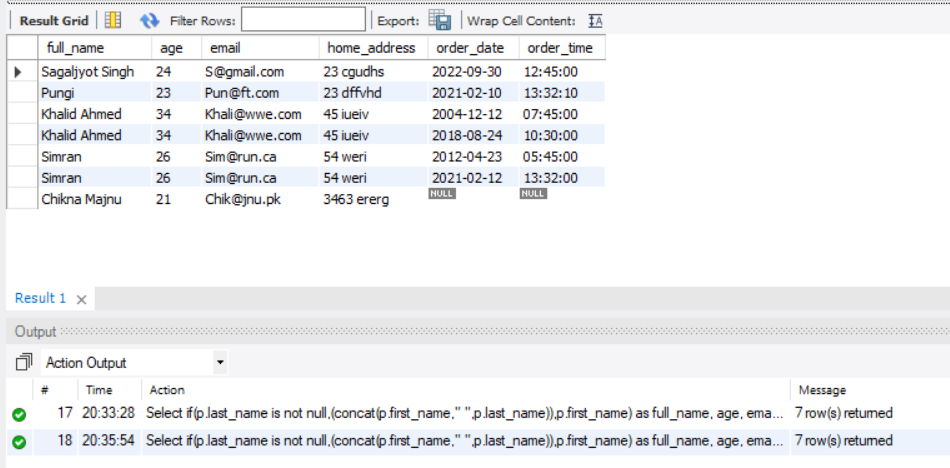 Result Grid Filter Rows: Export: Wrap Cell Content: IA
full_name age email home_address order_date order_time
Sagaljyot Singh 24 S@gmail.com 23 cgudhs 2022-09-30 12:45:00
Pungi 23 Pun@ft.com 23 dffvhd 2021-02-10 13:32:10
Khalid Ahmed 34 Khali@wwe.com 45 iueiv 2004-12-12 07:45:00
Khalid Ahmed 34 Khali@wwe.com 45 iueiv 2018-08-24 10:30:00
Simran 26 Sim@run.ca 54 weri 2012-04-23 05:45:00
Simran 26 Sim@run.ca 54 weri 2021-02-12 13:32:00
Chikna Majnu 21 Chik@jnu.pk 3463 ererg NULL NULL
Result 1 ×
Output
Action Output
# Time Action Message
17 20:33:28 Select if(p.last_name is not null,(concat(p.first_name," ",p.last_name)),p.first_name) as full_name, age, ema... 7 row(s) returned
18 20:35:54 Select if(p.last_name is not null,(concat(p.first_name," ",p.last_name)),p.first_name) as full_name, age, ema... 7 row(s) returned